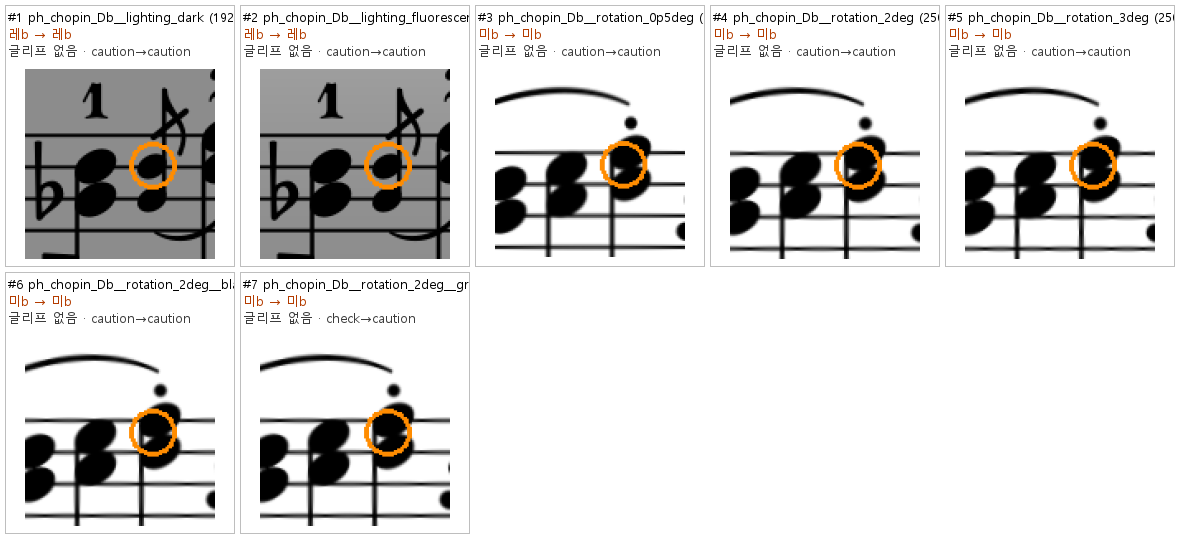 #1 ph_chopin_Db__lighting_dark (192
레b → 레b
글리프 없음 · caution→caution
1
#2 ph_chopin_Db__lighting_fluorescen
레b → 레b
글리프 없음 · caution→caution
1
#3 ph_chopin_Db__rotation_0p5deg (
미b → 미b
글리프 없음 · caution→caution
#4 ph_chopin_Db__rotation_2deg (256
미b → 미b
글리프 없음 · caution→caution
#5 ph_chopin_Db__rotation_3deg (256
미b → 미b
글리프 없음 · caution→caution
#6 ph_chopin_Db__rotation_2deg__bla
미b → 미b
글리프 없음 · caution→caution
#7 ph_chopin_Db__rotation_2deg__gr
미b → 미b
글리프 없음 · check→caution